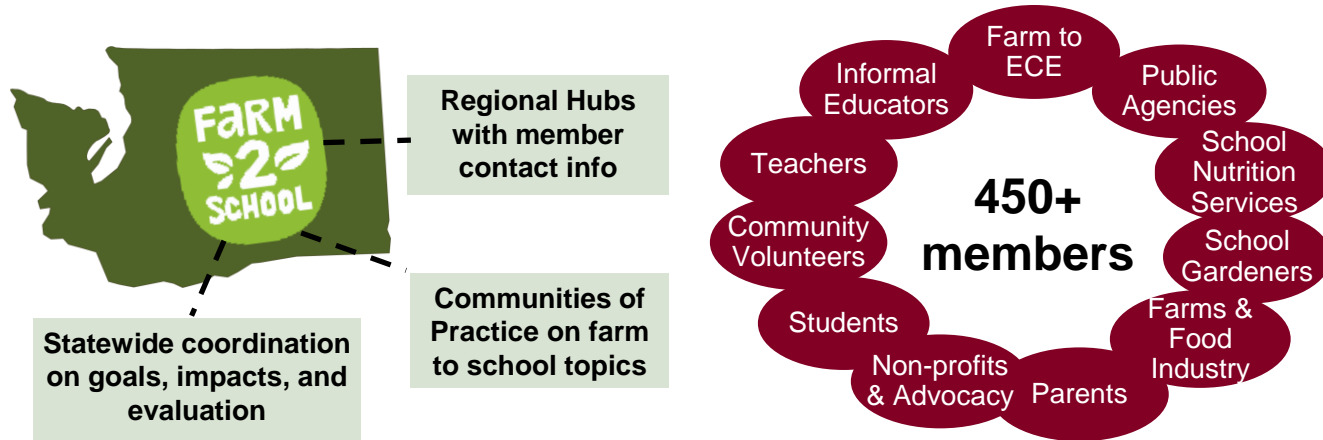 FaRM
2
SCHOOL
Regional Hubs
with member
contact info
Communities of
Practice on farm
to school topics
Statewide coordination
on goals, impacts, and
evaluation
450+
members
Farm to
ECE
Public
Agencies
School
Nutrition
Services
School
Gardeners
Farms &
Food
Industry
Parents
Non-profits
& Advocacy
Students
Community
Volunteers
Teachers
Informal
Educators